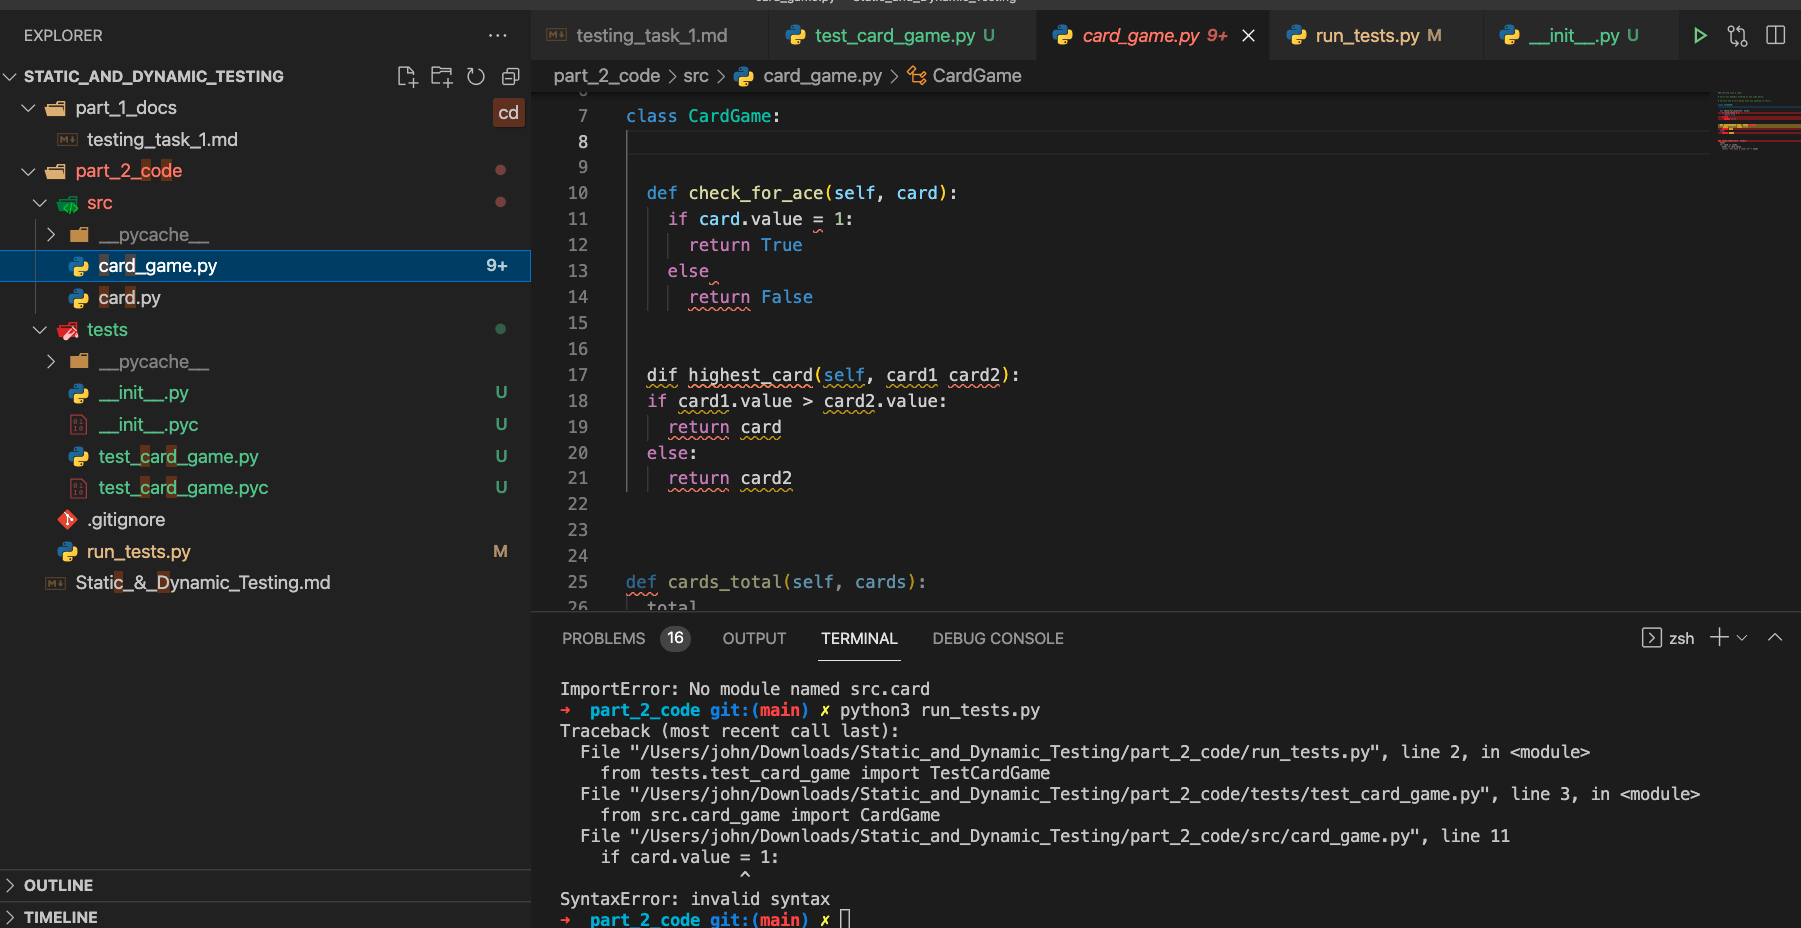 EXPLORER
STATIC_AND_DYNAMIC_TESTING
part_1_docs
cd
testing_task_1.md
part_2_code
src
__pycache__
card_game.py 9+
card.py
tests
__pycache__
__init__.py U
__init__.pyc U
test_card_game.py U
test_card_game.pyc U
.gitignore
run_tests.py M
Static_&_Dynamic_Testing.md
OUTLINE
TIMELINE
testing_task_1.md test_card_game.py U card_game.py 9+ run_tests.py M __init__.py U
part_2_code > src > card_game.py > CardGame
7 class CardGame:
8
9
10 def check_for_ace(self, card):
11 if card.value = 1:
12 return True
13 else
14 return False
15
16
17 dif highest_card(self, card1 card2):
18 if card1.value > card2.value:
19 return card
20 else:
21 return card2
22
23
24
25 def cards_total(self, cards):
26 total
PROBLEMS 16 OUTPUT TERMINAL DEBUG CONSOLE zsh
ImportError: No module named src.card
→ part_2_code git:(main) ✗ python3 run_tests.py
Traceback (most recent call last):
File "/Users/john/Downloads/Static_and_Dynamic_Testing/part_2_code/run_tests.py", line 2, in <module>
from tests.test_card_game import TestCardGame
File "/Users/john/Downloads/Static_and_Dynamic_Testing/part_2_code/tests/test_card_game.py", line 3, in <module>
from src.card_game import CardGame
File "/Users/john/Downloads/Static_and_Dynamic_Testing/part_2_code/src/card_game.py", line 11
if card.value = 1:
^
SyntaxError: invalid syntax
→ part_2_code git:(main) ✗